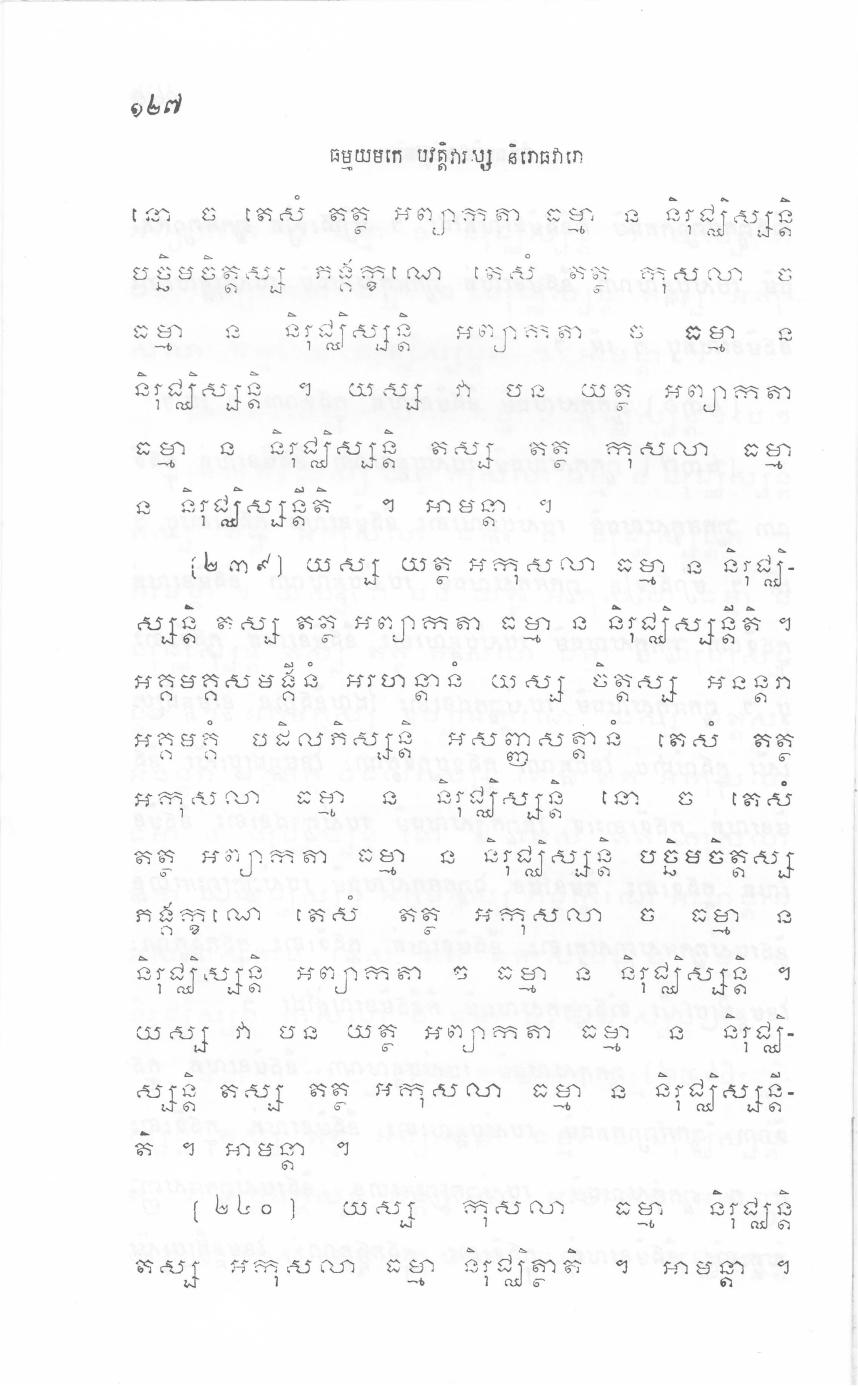 ១២៧
ធម្មយមកេ បវត្តិវារស្ស និរោធវារោ
នោ ច តេសំ តត្ថ អព្យាកតា ធម្មា ន និរុជ្ឈិស្សន្តិ
បច្ឆិមចិត្តស្ស ភង្គក្ខណេ តេសំ តត្ថ កុសលា ច
ធម្មា ន និរុជ្ឈិស្សន្តិ អព្យាកតា ច ធម្មា ន
និរុជ្ឈិស្សន្តិ ។ យស្ស វា បន យត្ថ អព្យាកតា
ធម្មា ន និរុជ្ឈិស្សន្តិ តស្ស តត្ថ កុសលា ធម្មា
ន និរុជ្ឈិស្សន្តីតិ ។ អាមន្តា ។
[២៣៩] យស្ស យត្ថ អកុសលា ធម្មា ន និរុជ្ឈិ-
ស្សន្តិ តស្ស តត្ថ អព្យាកតា ធម្មា ន និរុជ្ឈិស្សន្តីតិ ។
អគ្គមគ្គសមង្គីនំ អរហន្តានំ យស្ស ចិត្តស្ស អនន្តរា
អគ្គមគ្គំ បដិលភិស្សន្តិ អសញ្ញសត្តានំ តេសំ តត្ថ
អកុសលា ធម្មា ន និរុជ្ឈិស្សន្តិ នោ ច តេសំ
តត្ថ អព្យាកតា ធម្មា ន និរុជ្ឈិស្សន្តិ បច្ឆិមចិត្តស្ស
ភង្គក្ខណេ តេសំ តត្ថ អកុសលា ច ធម្មា ន
និរុជ្ឈិស្សន្តិ អព្យាកតា ច ធម្មា ន និរុជ្ឈិស្សន្តិ ។
យស្ស វា បន យត្ថ អព្យាកតា ធម្មា ន និរុជ្ឈិ-
ស្សន្តិ តស្ស តត្ថ អកុសលា ធម្មា ន និរុជ្ឈិស្សន្តី-
តិ ។ អាមន្តា ។
[២៤០] យស្ស កុសលា ធម្មា និរុជ្ឈន្តិ
តស្ស អកុសលា ធម្មា និរុជ្ឈិត្ថាតិ ។ អាមន្តា ។